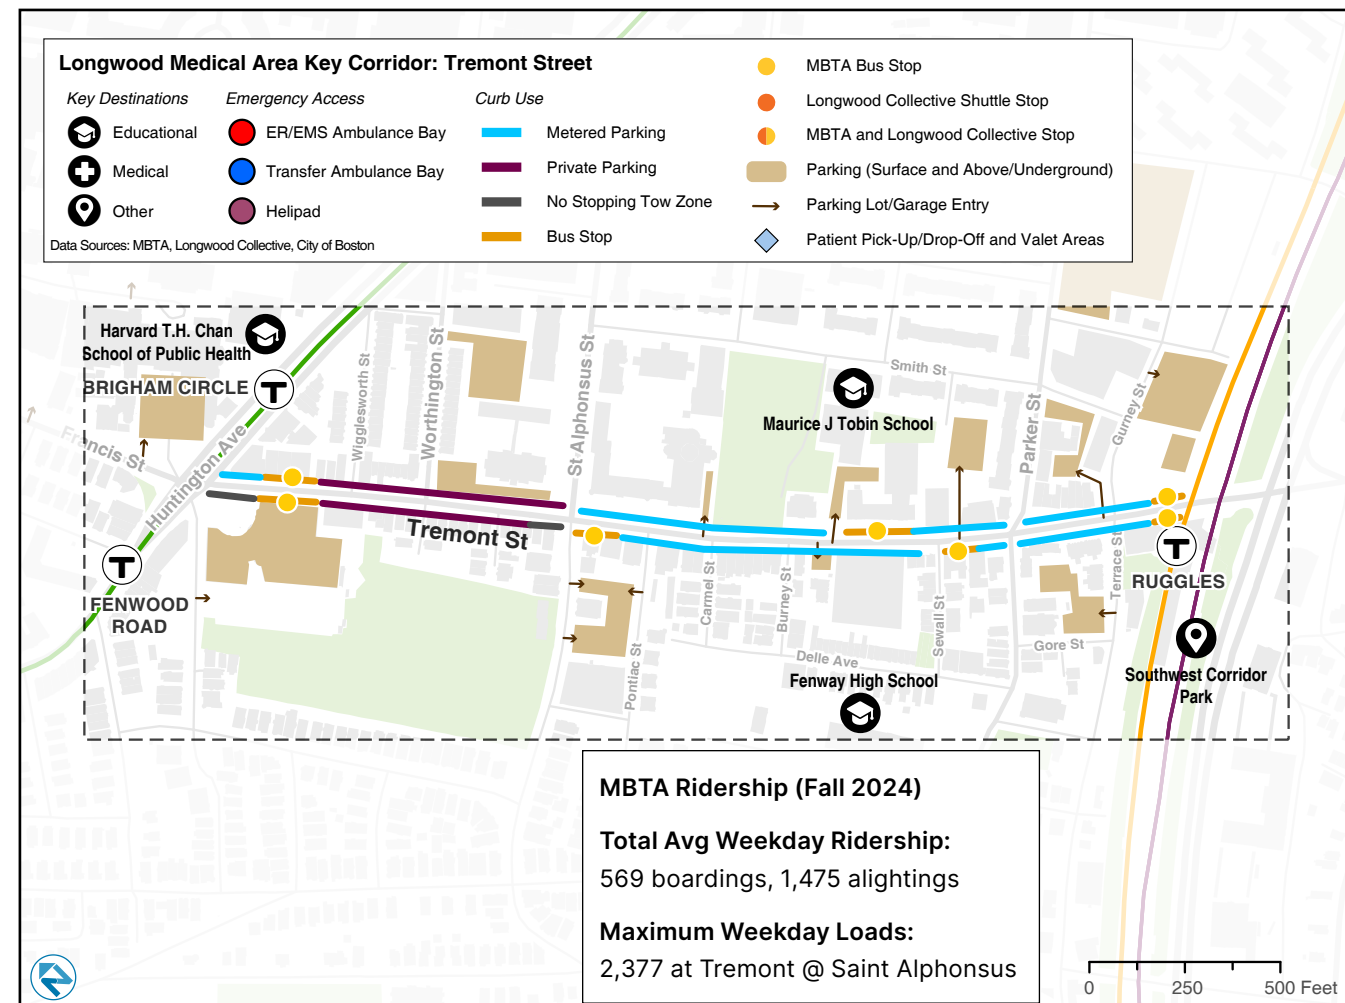 Longwood Medical Area Key Corridor: Tremont Street
Key Destinations
Educational
Medical
Other
Emergency Access
ER/EMS Ambulance Bay
Transfer Ambulance Bay
Helipad
Curb Use
Metered Parking
Private Parking
No Stopping Tow Zone
Bus Stop
MBTA Bus Stop
Longwood Collective Shuttle Stop
MBTA and Longwood Collective Stop
Parking (Surface and Above/Underground)
Parking Lot/Garage Entry
Patient Pick-Up/Drop-Off and Valet Areas
Data Sources: MBTA, Longwood Collective, City of Boston
Harvard T.H. Chan
School of Public Health
BRIGHAM CIRCLE
T
Francis St
Huntington Ave
Wigglesworth St
Worthington St
St Alphonsus St
Smith St
Maurice J Tobin School
Parker St
Gurney St
Tremont St
T
FENWOOD
ROAD
Pontiac St
Carmel St
Burney St
Delle Ave
Fenway High School
Sewall St
Gore St
Terrace St
T
RUGGLES
Southwest Corridor
Park
MBTA Ridership (Fall 2024)
Total Avg Weekday Ridership:
569 boardings, 1,475 alightings
Maximum Weekday Loads:
2,377 at Tremont @ Saint Alphonsus
0 250 500 Feet